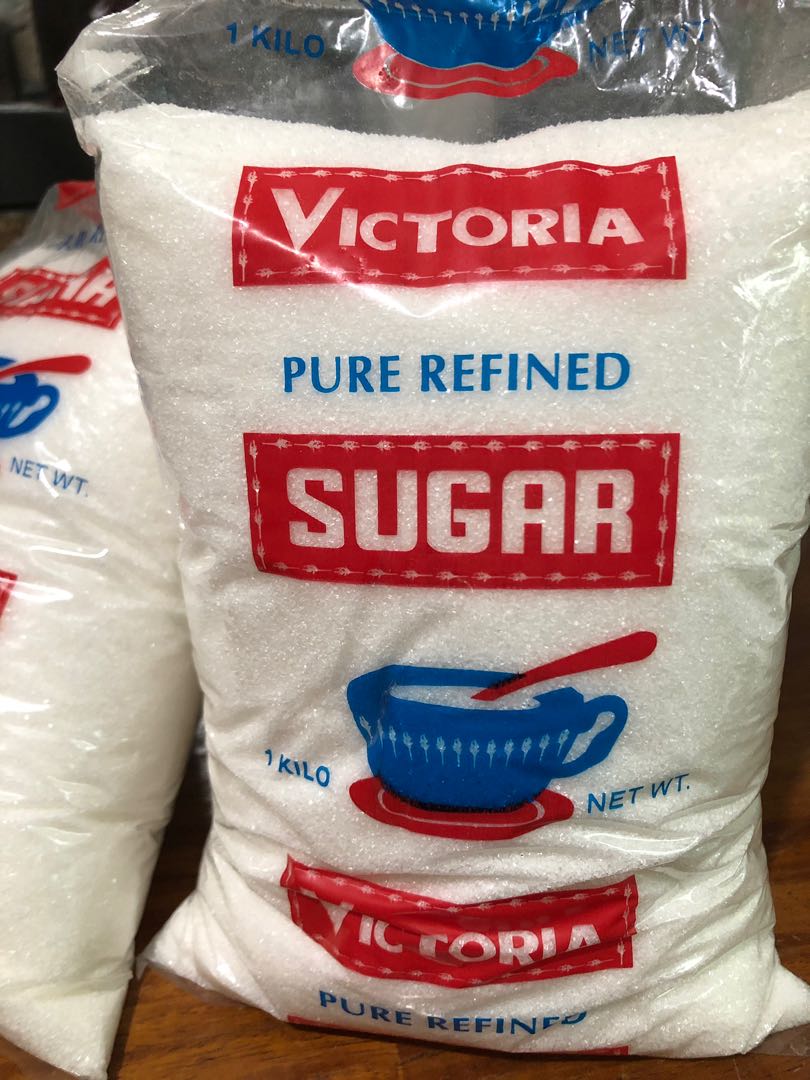 1 KILO NET WT.
VICTORIA
PURE REFINED
SUGAR
1 KILO NET WT.
VICTORIA
PURE REFINED
NET WT.